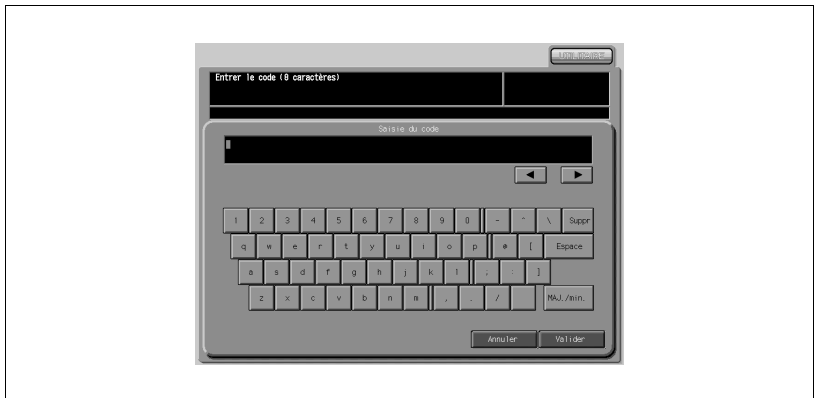 UTILITAIRE
Entrer le code (8 caractères)
Saisie du code
1 2 3 4 5 6 7 8 9 0 - ^ \ Suppr
q w e r t y u i o p @ [ Espace
a s d f g h j k l ; : ]
z x c v b n m , . / MAJ./min.
Annuler Valider